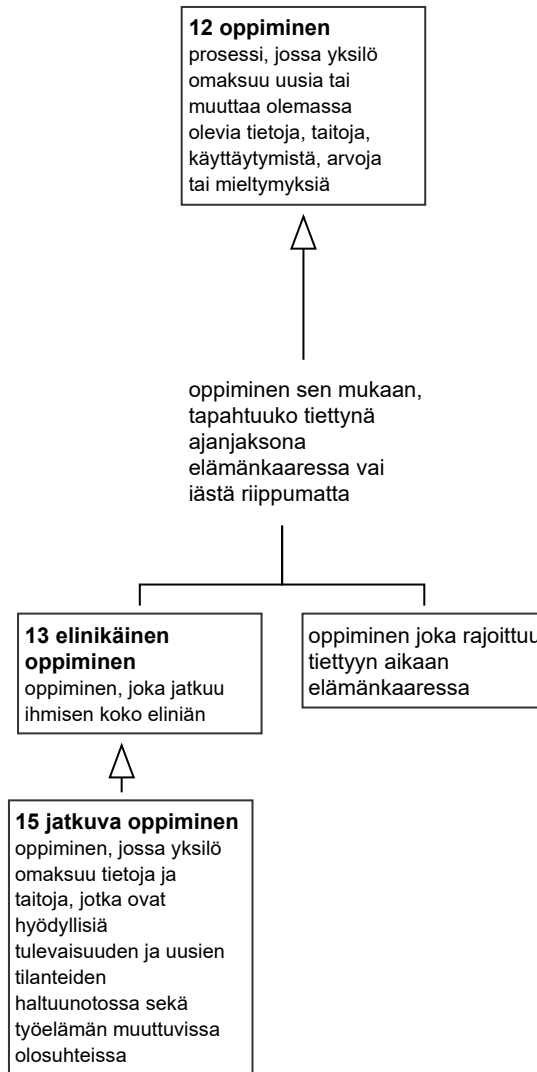 12 oppiminen
prosessi, jossa yksilö
omaksuu uusia tai
muuttaa olemassa
olevia tietoja, taitoja,
käyttäytymistä, arvoja
tai mieltymyksiä
oppiminen sen mukaan,
tapahtuuko tiettynä
ajanjaksona
elämänkaaressa vai
iästä riippumatta
13 elinikäinen
oppiminen
oppiminen, joka jatkuu
ihmisen koko eliniän
oppiminen joka rajoittuu
tiettyyn aikaan
elämänkaaressa
15 jatkuva oppiminen
oppiminen, jossa yksilö
omaksuu tietoja ja
taitoja, jotka ovat
hyödyllisiä
tulevaisuuden ja uusien
tilanteiden
haltuunotossa sekä
työelämän muuttuvissa
olosuhteissa